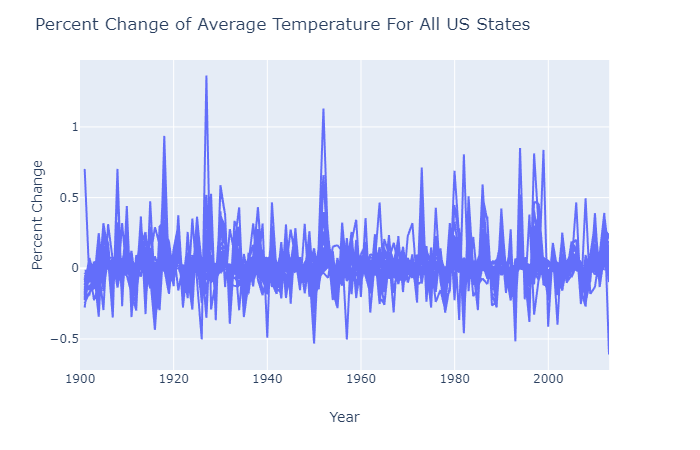 Percent Change of Average Temperature For All US States
Percent change
1
0.5
0
−0.5
1900 1920 1940 1960 1980 2000
Year